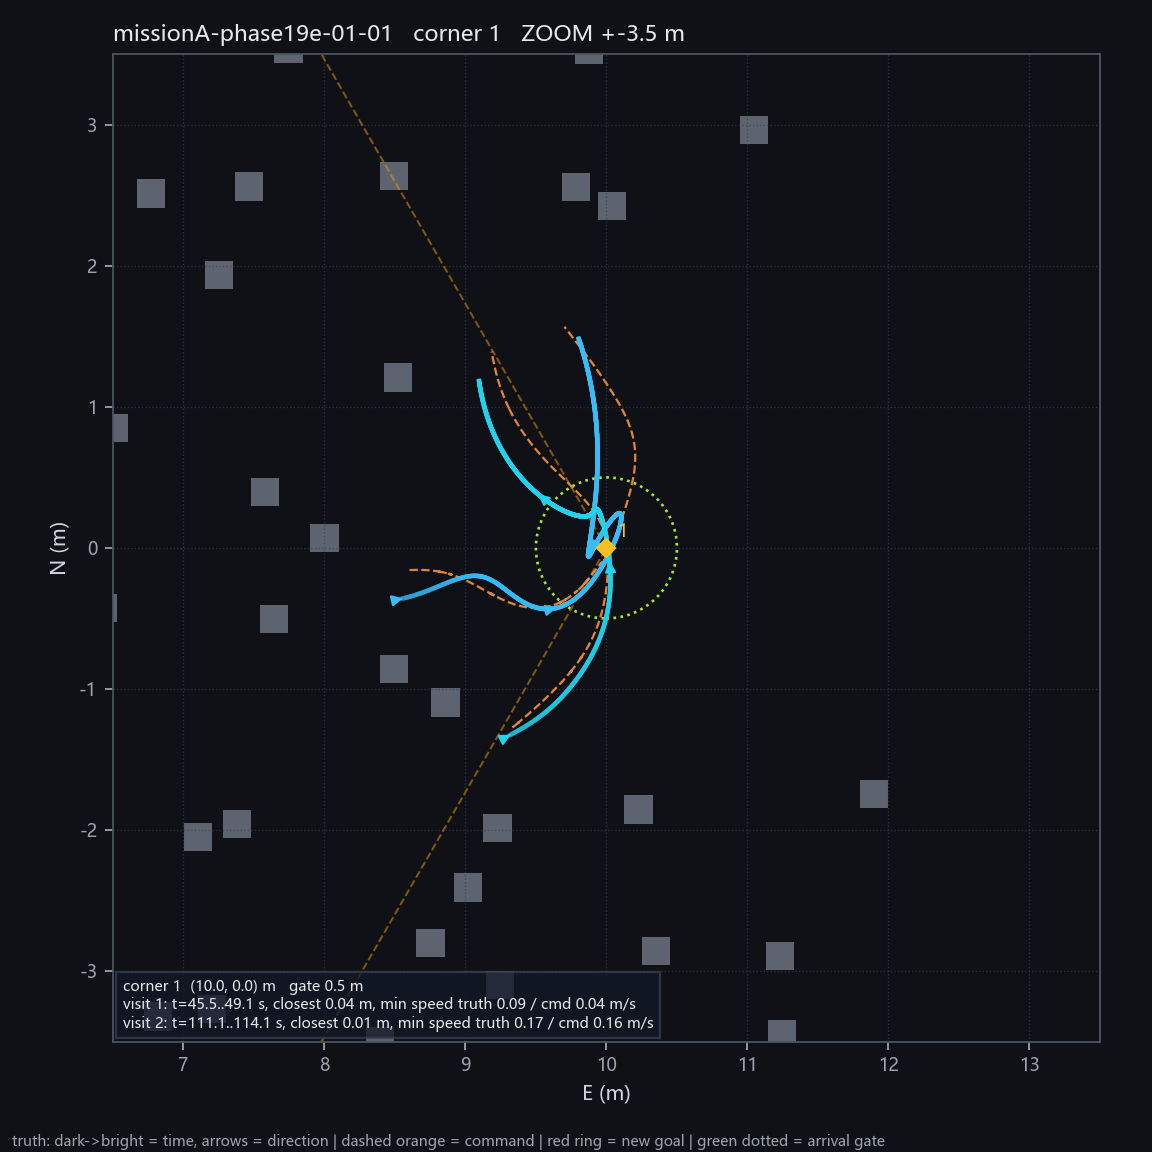 missionA-phase19e-01-01   corner 1   ZOOM +-3.5 m
3
2
1
0
-1
-2
-3
N (m)
1
corner 1  (10.0, 0.0) m   gate 0.5 m
visit 1: t=45.5..49.1 s, closest 0.04 m, min speed truth 0.09 / cmd 0.04 m/s
visit 2: t=111.1..114.1 s, closest 0.01 m, min speed truth 0.17 / cmd 0.16 m/s
7 8 9 10 11 12 13
E (m)
truth: dark->bright = time, arrows = direction | dashed orange = command | red ring = new goal | green dotted = arrival gate